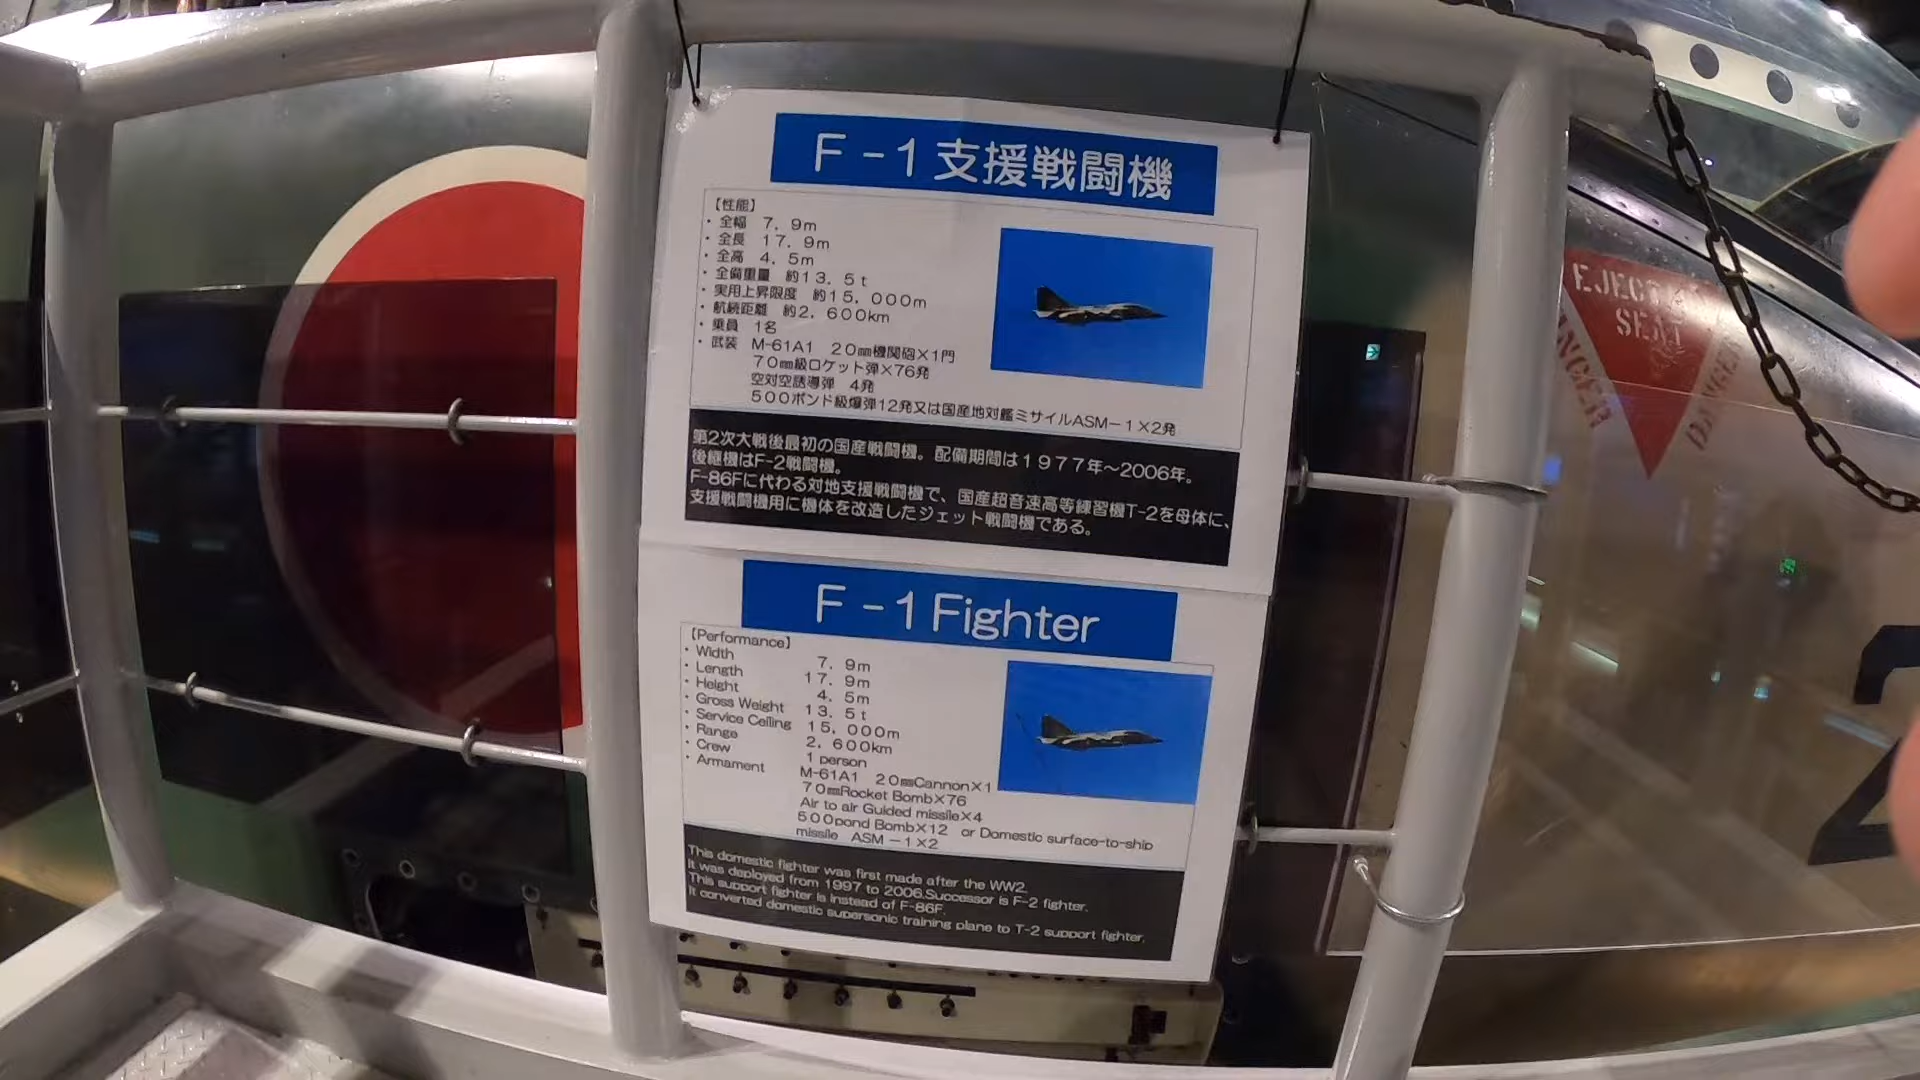 F-1支援戦闘機
【性能】
・全幅 7.9m
・全長 17.9m
・全高 4.5m
・全備重量 約13.5t
・実用上昇限度 約15,000m
・航続距離 約2,600km
・乗員 1名
・武装 M-61A1 20㎜機関砲×1門
70㎜級ロケット弾×76発
空対空誘導弾 4発
500ポンド級爆弾12発又は国産地対艦ミサイルASM-1×2発
第2次大戦後最初の国産戦闘機。配備期間は1977年~2006年。
後継機はF-2戦闘機。
F-86Fに代わる対地支援戦闘機で、国産超音速高等練習機T-2を母体に、
支援戦闘機用に機体を改造したジェット戦闘機である。
F-1 Fighter
【Performance】
・Width 7.9m
・Length 17.9m
・Height 4.5m
・Gross Weight 13.5t
・Service Ceiling 15,000m
・Range 2,600km
・Crew 1 person
・Armament M-61A1 20㎜Cannon×1
70㎜Rocket Bomb×76
Air to air Guided missile×4
500pond Bomb×12 or Domestic surface-to-ship
missile ASM-1×2
This domestic fighter was first made after the WW2.
It was deployed from 1997 to 2006.Successor is F-2 fighter.
This support fighter is instead of F-86F.
It converted domestic supersonic training plane to T-2 support fighter.
EJECT
SEAT
DANGER
2